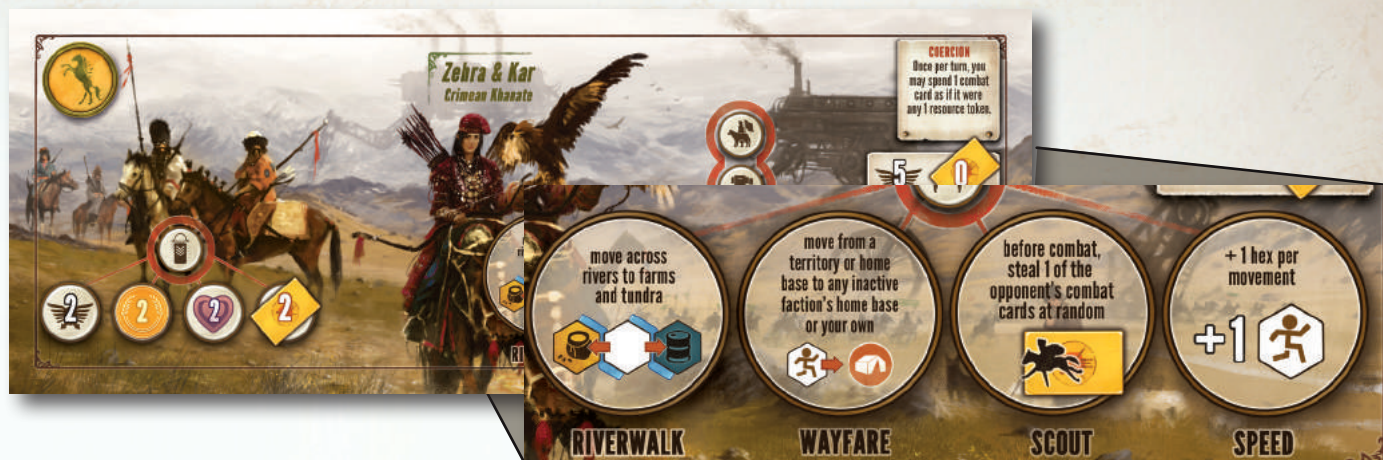 Zehra & Kar
Crimean Khanate
COERCION
Once per turn, you
may spend 1 combat
card as if it were
any 1 resource token.
5 0
2 2 2 2
move across
rivers to farms
and tundra
RIVERWALK
move from a
territory or home
base to any inactive
faction's home base
or your own
WAYFARE
before combat,
steal 1 of the
opponent's combat
cards at random
SCOUT
+ 1 hex per
movement
+1
SPEED